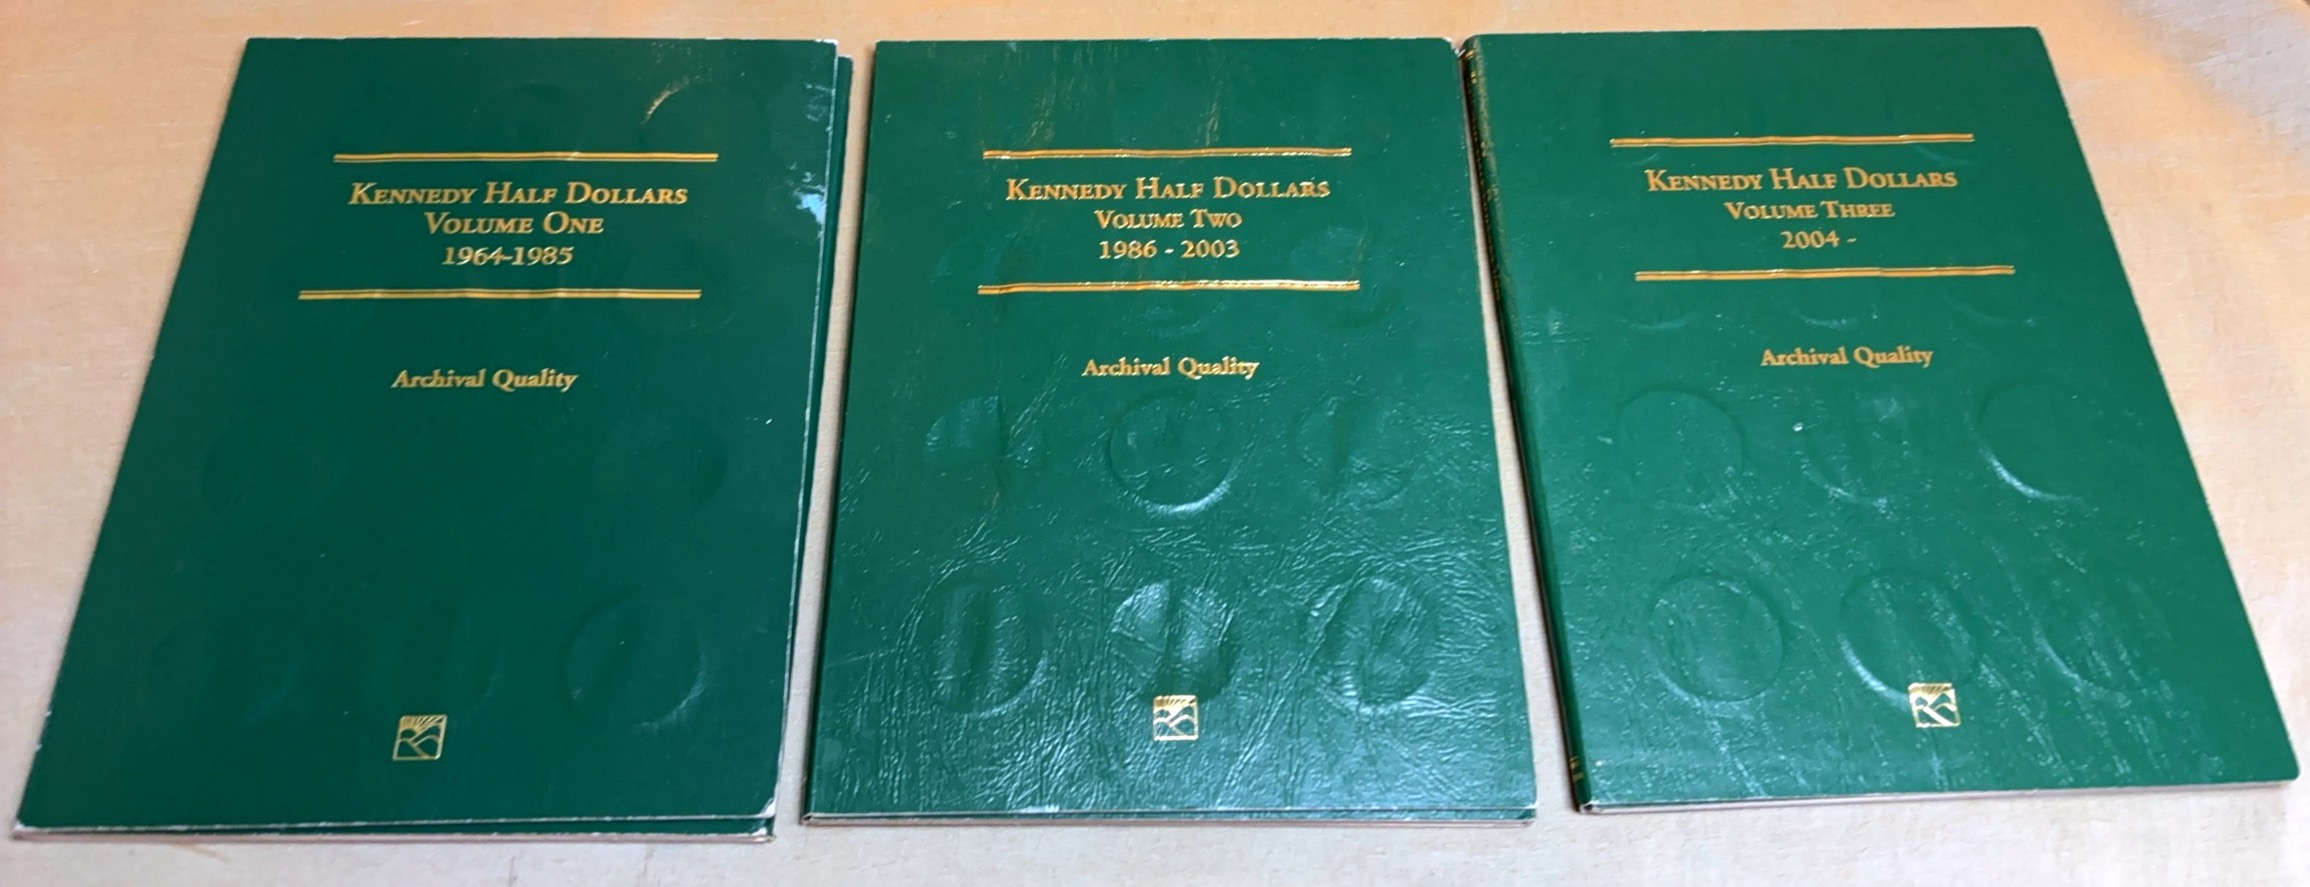 Kennedy Half Dollars
Volume One
1964-1985
Archival Quality
Kennedy Half Dollars
Volume Two
1986 - 2003
Archival Quality
Kennedy Half Dollars
Volume Three
2004 -
Archival Quality